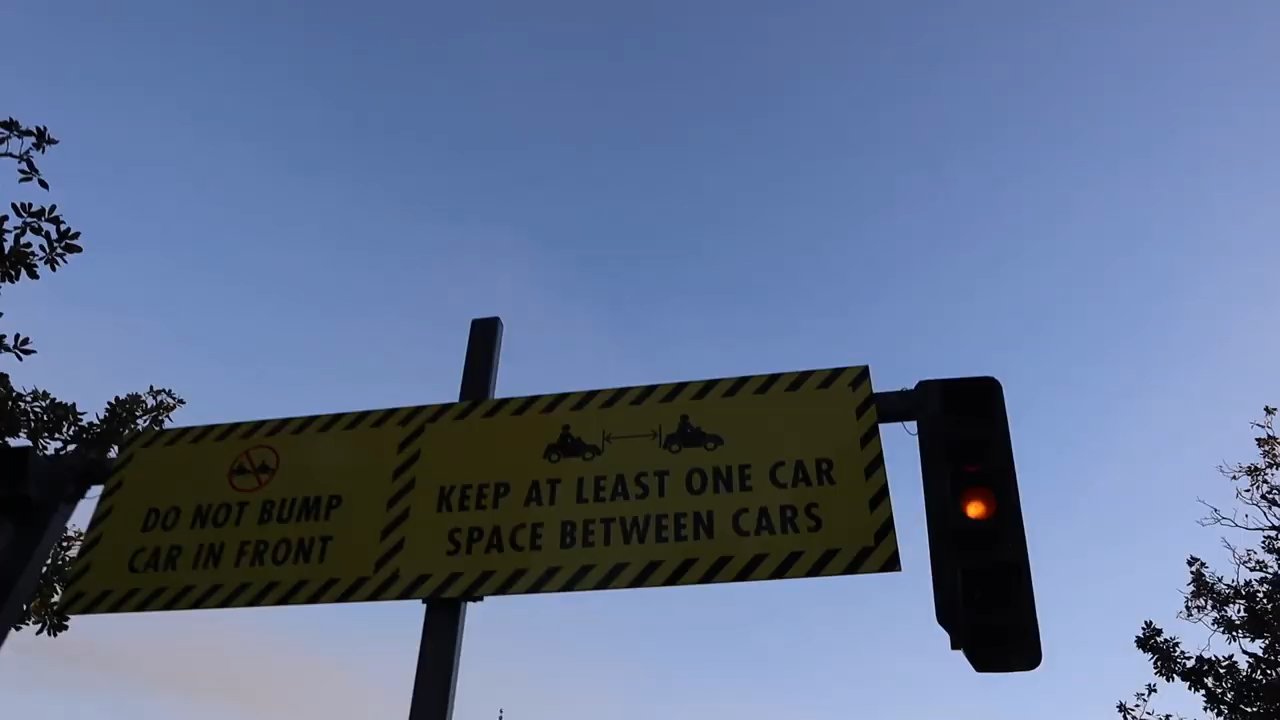 DO NOT BUMP
CAR IN FRONT
KEEP AT LEAST ONE CAR
SPACE BETWEEN CARS